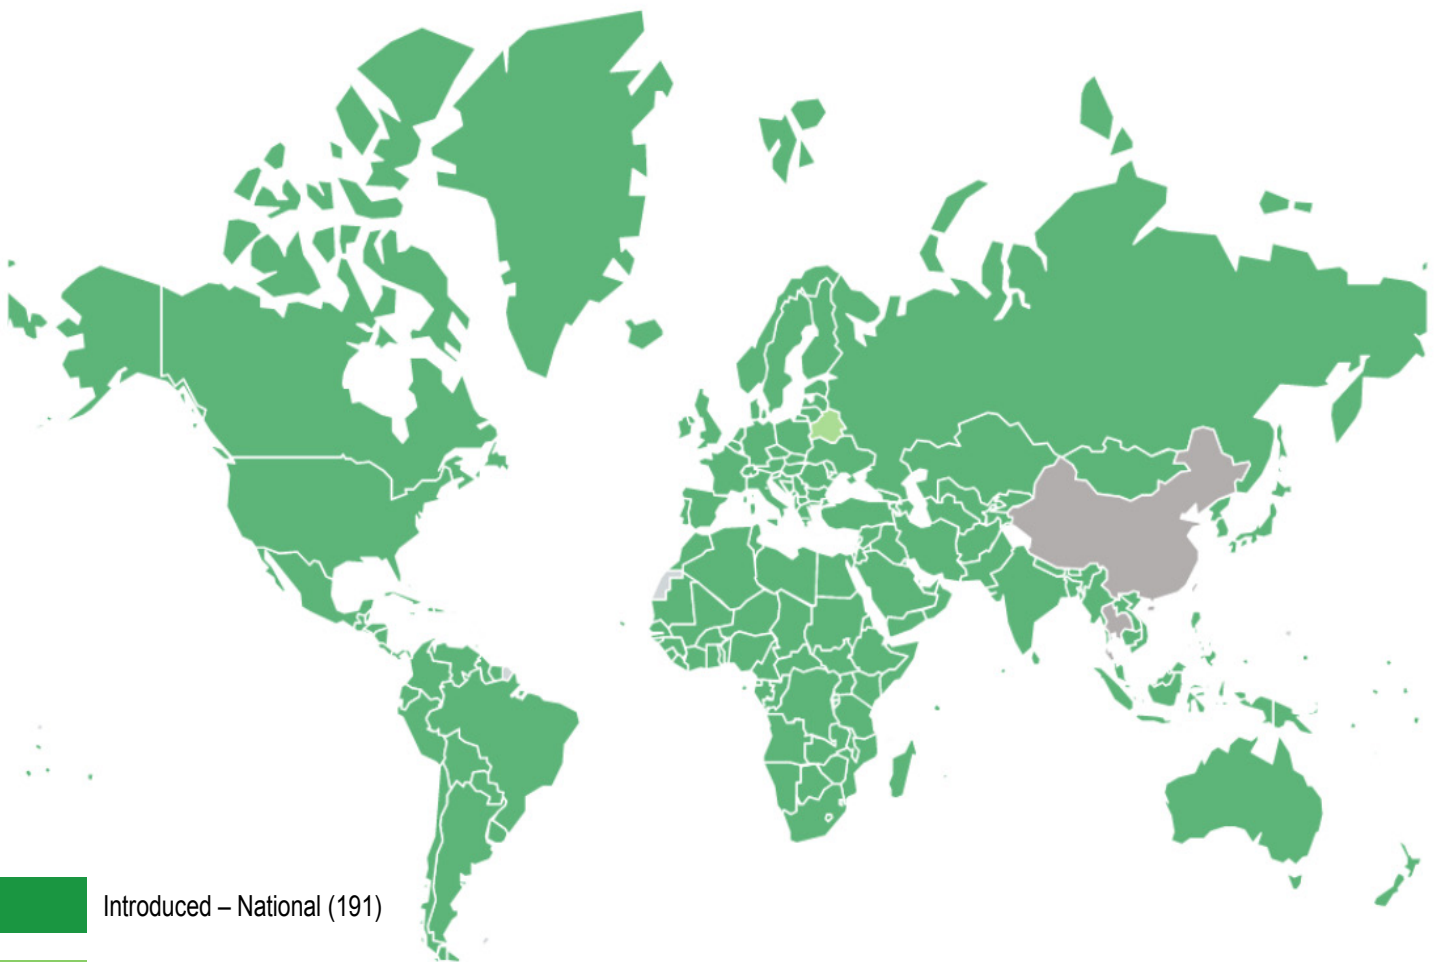 Introduced – National (191)